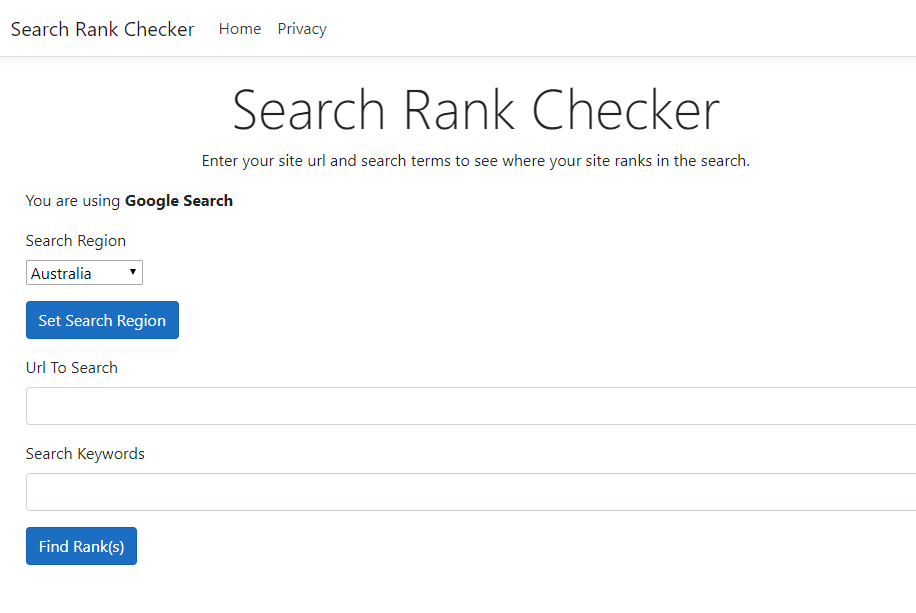 Search Rank Checker Home Privacy
Search Rank Checker
Enter your site url and search terms to see where your site ranks in the search.
You are using Google Search
Search Region
Australia
Set Search Region
Url To Search
Search Keywords
Find Rank(s)